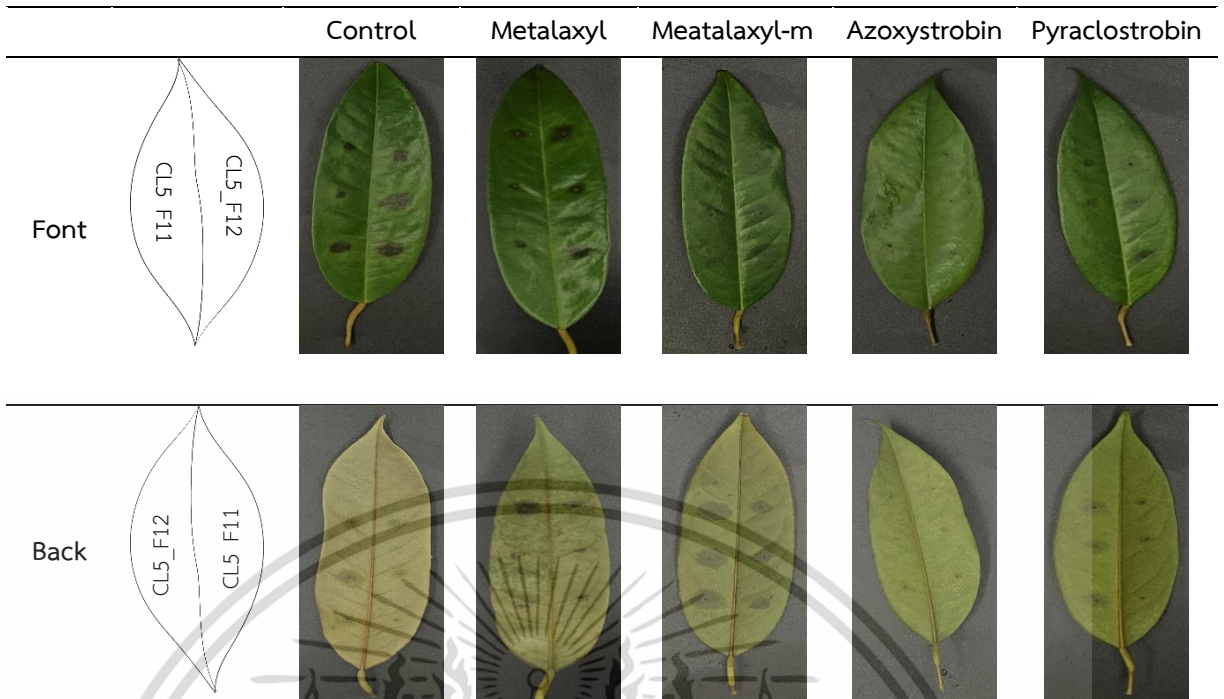 Control Metalaxyl Meatalaxyl-m Azoxystrobin Pyraclostrobin
Font
CL5_F11
CL5_F12
Back
CL5_F12
CL5_F11